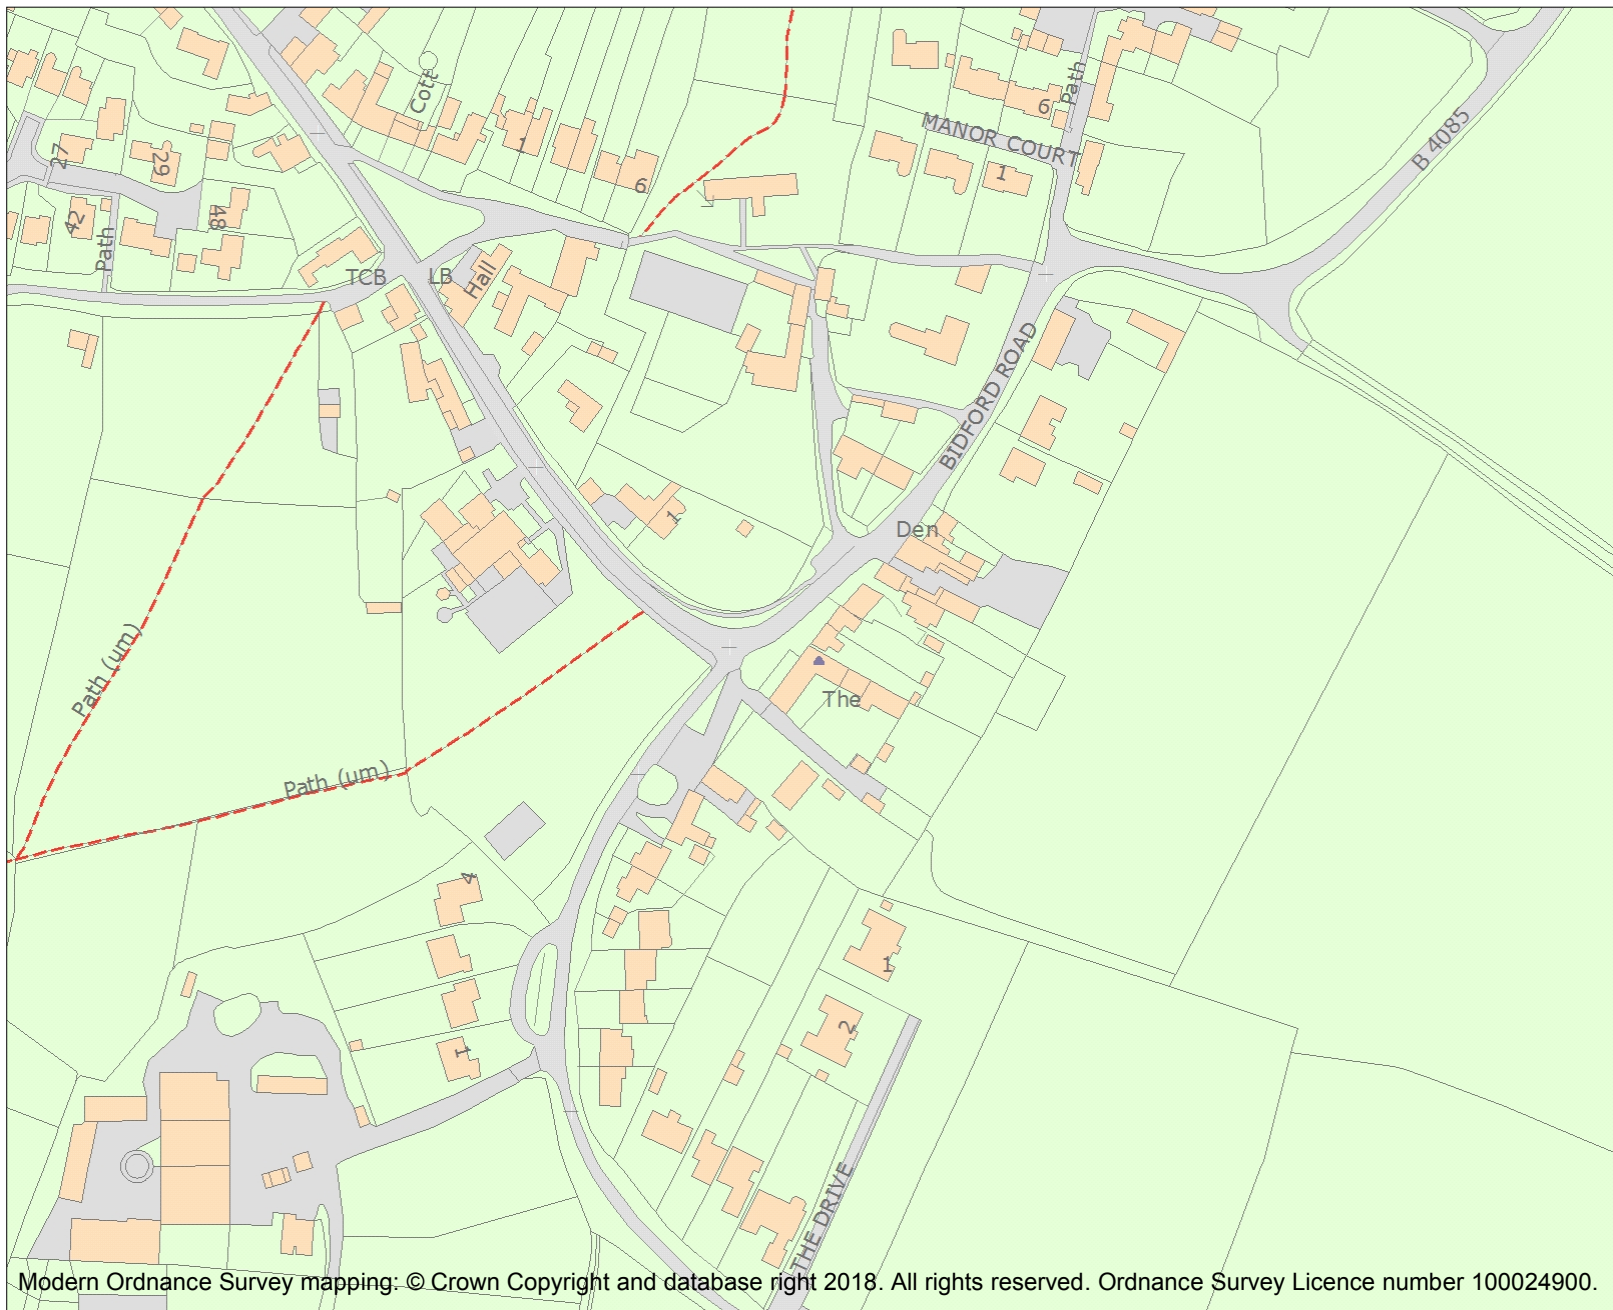 Cott
Path
6
MANOR COURT
B 4085
27
29
1
6
1
42
Path
48
TCB
LB
Hall
BIDFORD ROAD
1
Den
Path (um)
The
Path (um)
4
1
1
2
THE DRIVE
Modern Ordnance Survey mapping: © Crown Copyright and database right 2018. All rights reserved. Ordnance Survey Licence number 100024900.